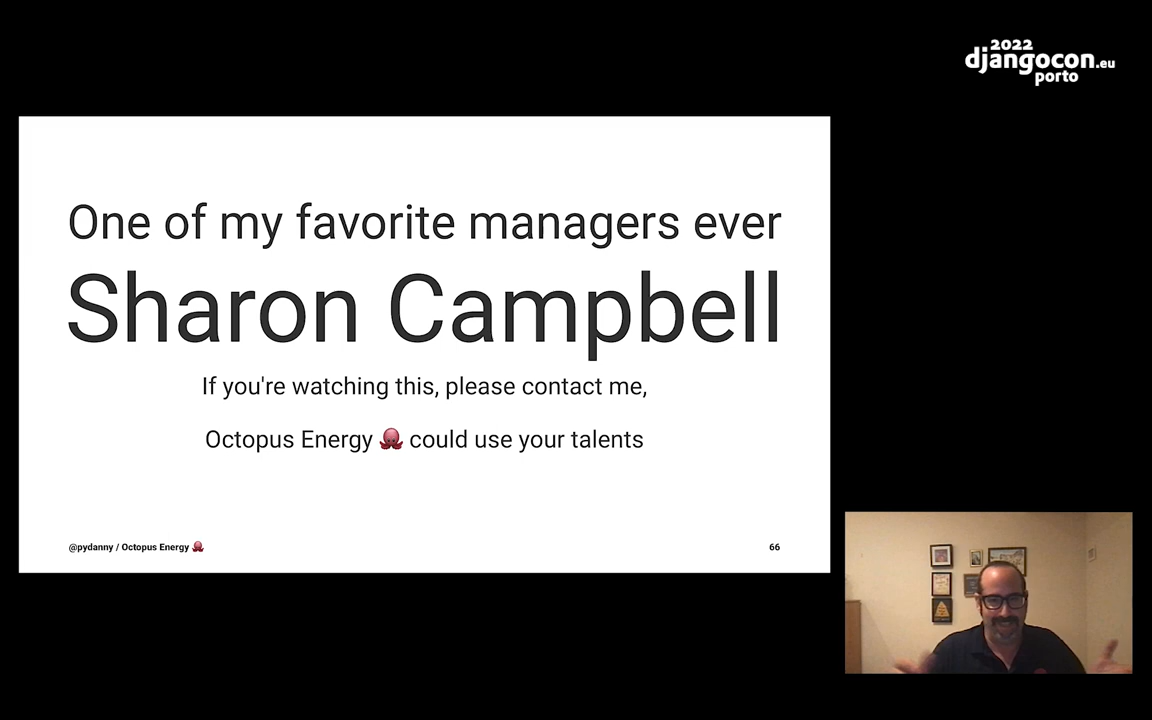 2022
djangocon.eu
porto
One of my favorite managers ever
Sharon Campbell
If you're watching this, please contact me,
Octopus Energy 🐙 could use your talents
@pydanny / Octopus Energy 🐙
66